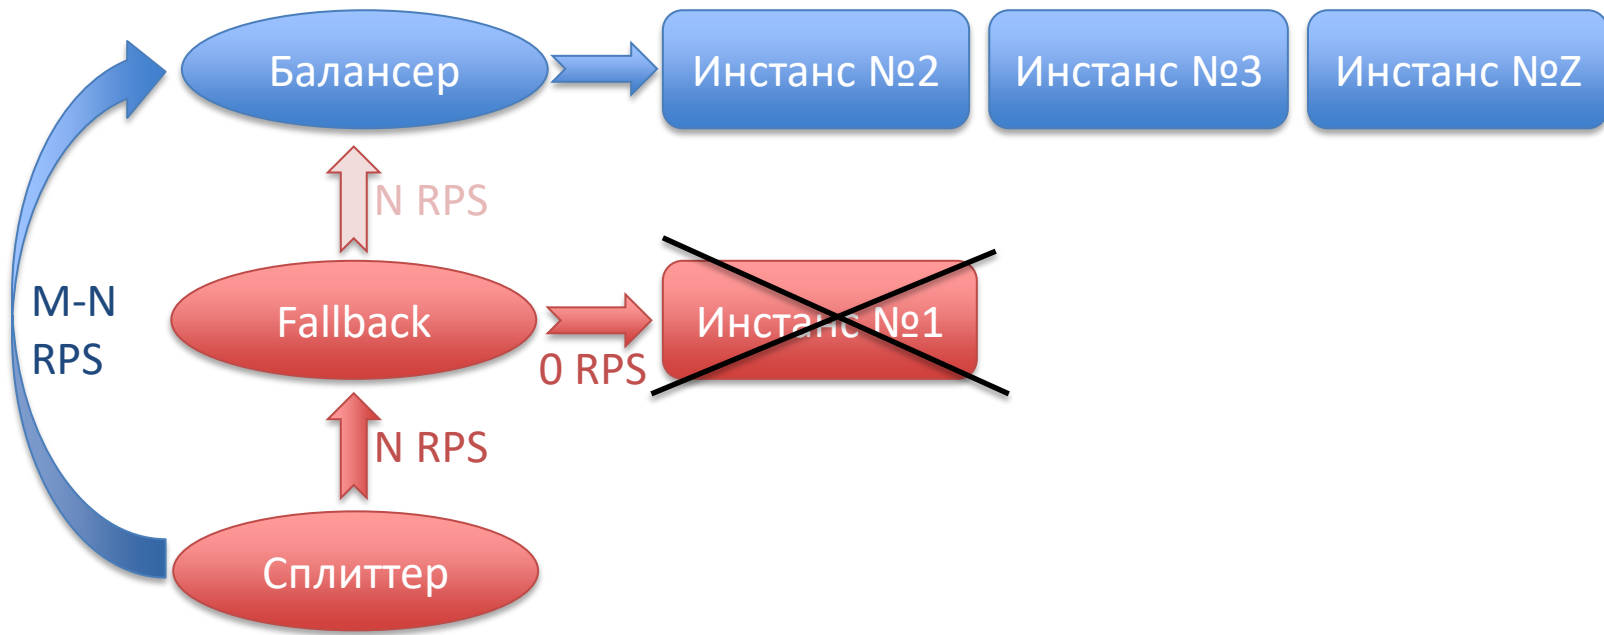 Балансер
Инстанс №2
Инстанс №3
Инстанс №Z
N RPS
M-N
RPS
Fallback
0 RPS
Инстанс №1
N RPS
Сплиттер